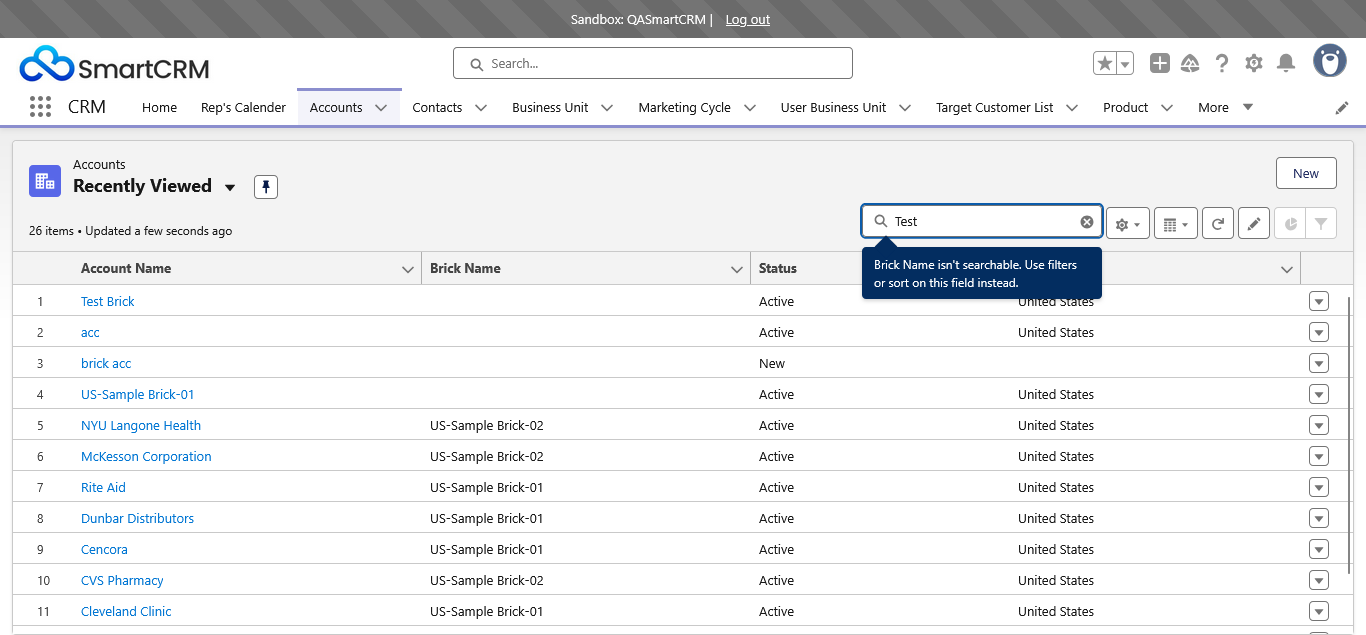 Sandbox: QASmartCRM | Log out
SmartCRM
Search...
CRM Home Rep's Calender Accounts Contacts Business Unit Marketing Cycle User Business Unit Target Customer List Product More
Accounts
Recently Viewed
New
26 items • Updated a few seconds ago
Test
Brick Name isn't searchable. Use filters
or sort on this field instead.
Account Name Brick Name Status
1 Test Brick Active United States
2 acc Active United States
3 brick acc New
4 US-Sample Brick-01 Active United States
5 NYU Langone Health US-Sample Brick-02 Active United States
6 McKesson Corporation US-Sample Brick-02 Active United States
7 Rite Aid US-Sample Brick-01 Active United States
8 Dunbar Distributors US-Sample Brick-01 Active United States
9 Cencora US-Sample Brick-01 Active United States
10 CVS Pharmacy US-Sample Brick-02 Active United States
11 Cleveland Clinic US-Sample Brick-01 Active United States